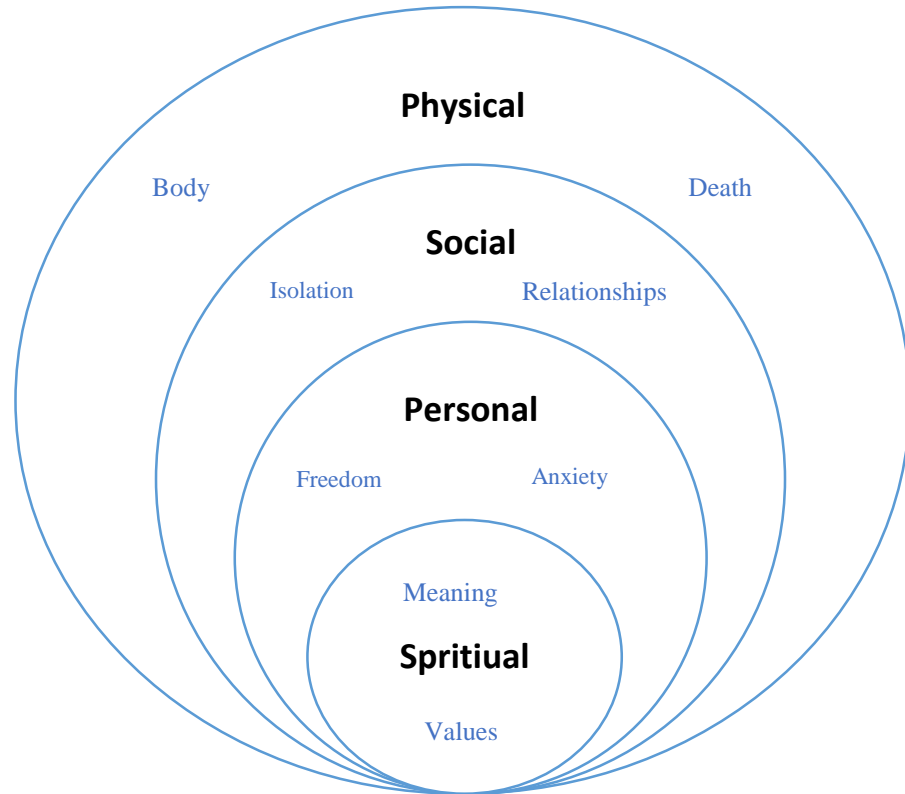 Physical
Body Death
Social
Isolation Relationships
Personal
Freedom Anxiety
Meaning
Spritiual
Values